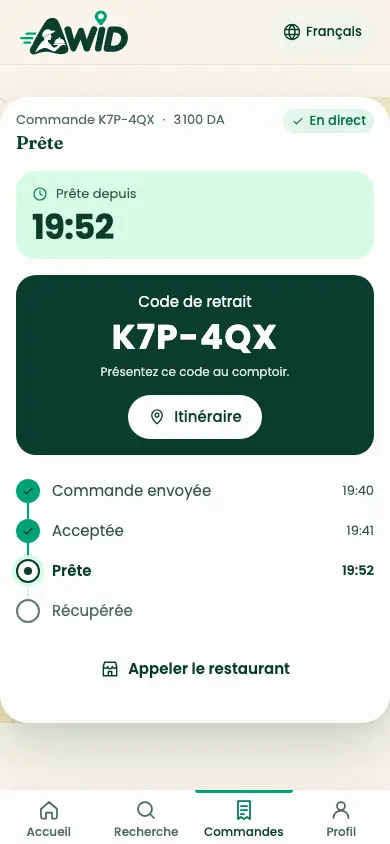 Awid
Français
Commande K7P-4QX · 3 100 DA
En direct
Prête
Prête depuis
19:52
Code de retrait
K7P-4QX
Présentez ce code au comptoir.
Itinéraire
Commande envoyée 19:40
Acceptée 19:41
Prête 19:52
Récupérée
Appeler le restaurant
Accueil Recherche Commandes Profil